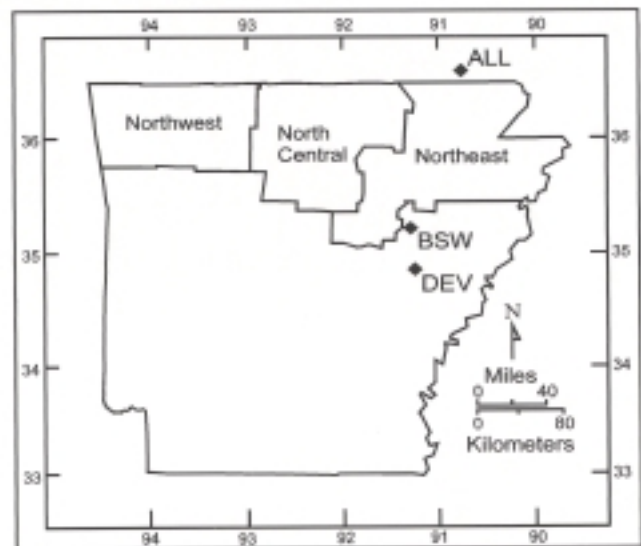 94 93 92 91 90
ALL
36 Northwest North Central Northeast 36
35 BSW 35
DEV
N
34 Miles 34
0 40
0 80
Kilometers
33 33
94 93 92 91 90